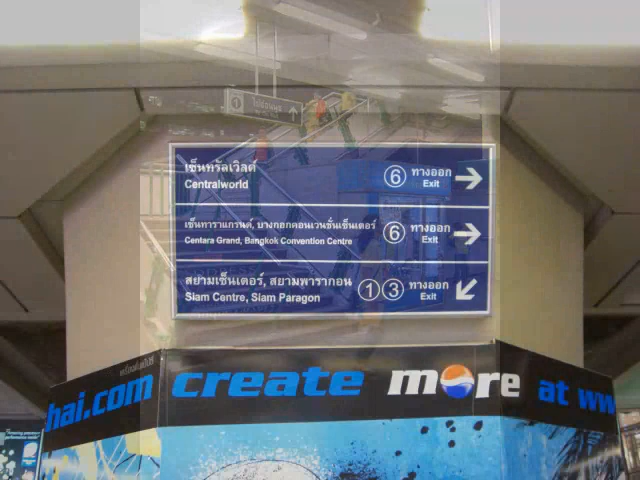 เซ็นทรัลเวิลด์
Centralworld
6 ทางออก
Exit
เซ็นทาราแกรนด์, บางกอกคอนเวนชั่นเซ็นเตอร์
Centara Grand, Bangkok Convention Centre
6 ทางออก
Exit
สยามเซ็นเตอร์, สยามพารากอน
Siam Centre, Siam Paragon
1 3 ทางออก
Exit
hai.com create more at ww